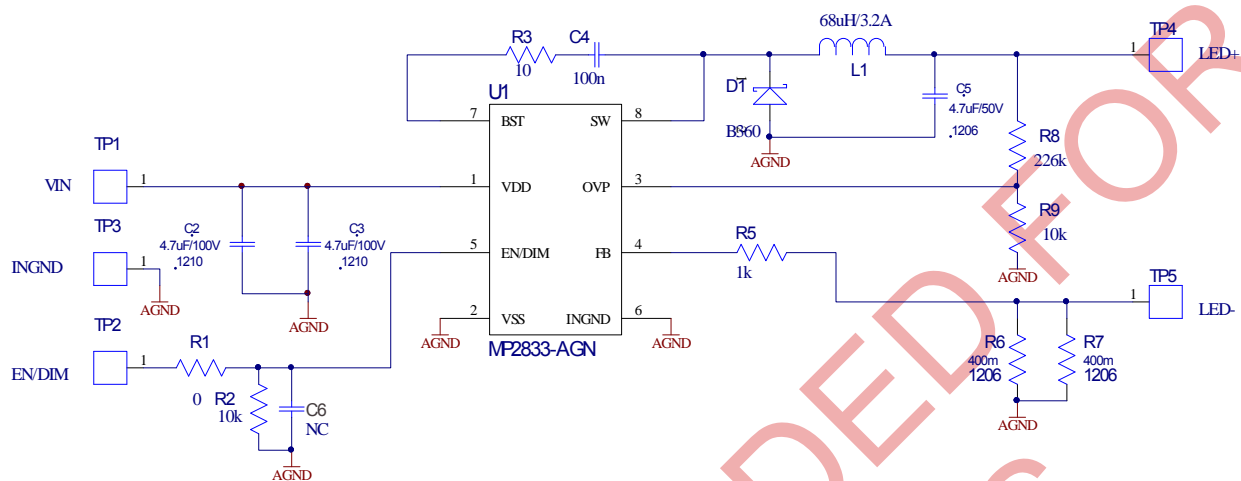 68uH/3.2A
R3
10
C4
100n
L1
TP4
1
LED+
D1
B360
AGND
C5
4.7uF/50V
.1206
U1
7
BST
SW
8
R8
226k
TP1
VIN
1
1
VDD
OVP
3
R9
10k
AGND
TP3
INGND
1
AGND
C2
4.7uF/100V
.1210
C3
4.7uF/100V
.1210
AGND
5
EN/DIM
FB
4
R5
1k
TP5
1
LED-
2
VSS
INGND
6
AGND
AGND
MP2833-AGN
R6
400m
1206
R7
400m
1206
AGND
TP2
EN/DIM
1
R1
0
R2
10k
C6
NC
AGND
DED FOR